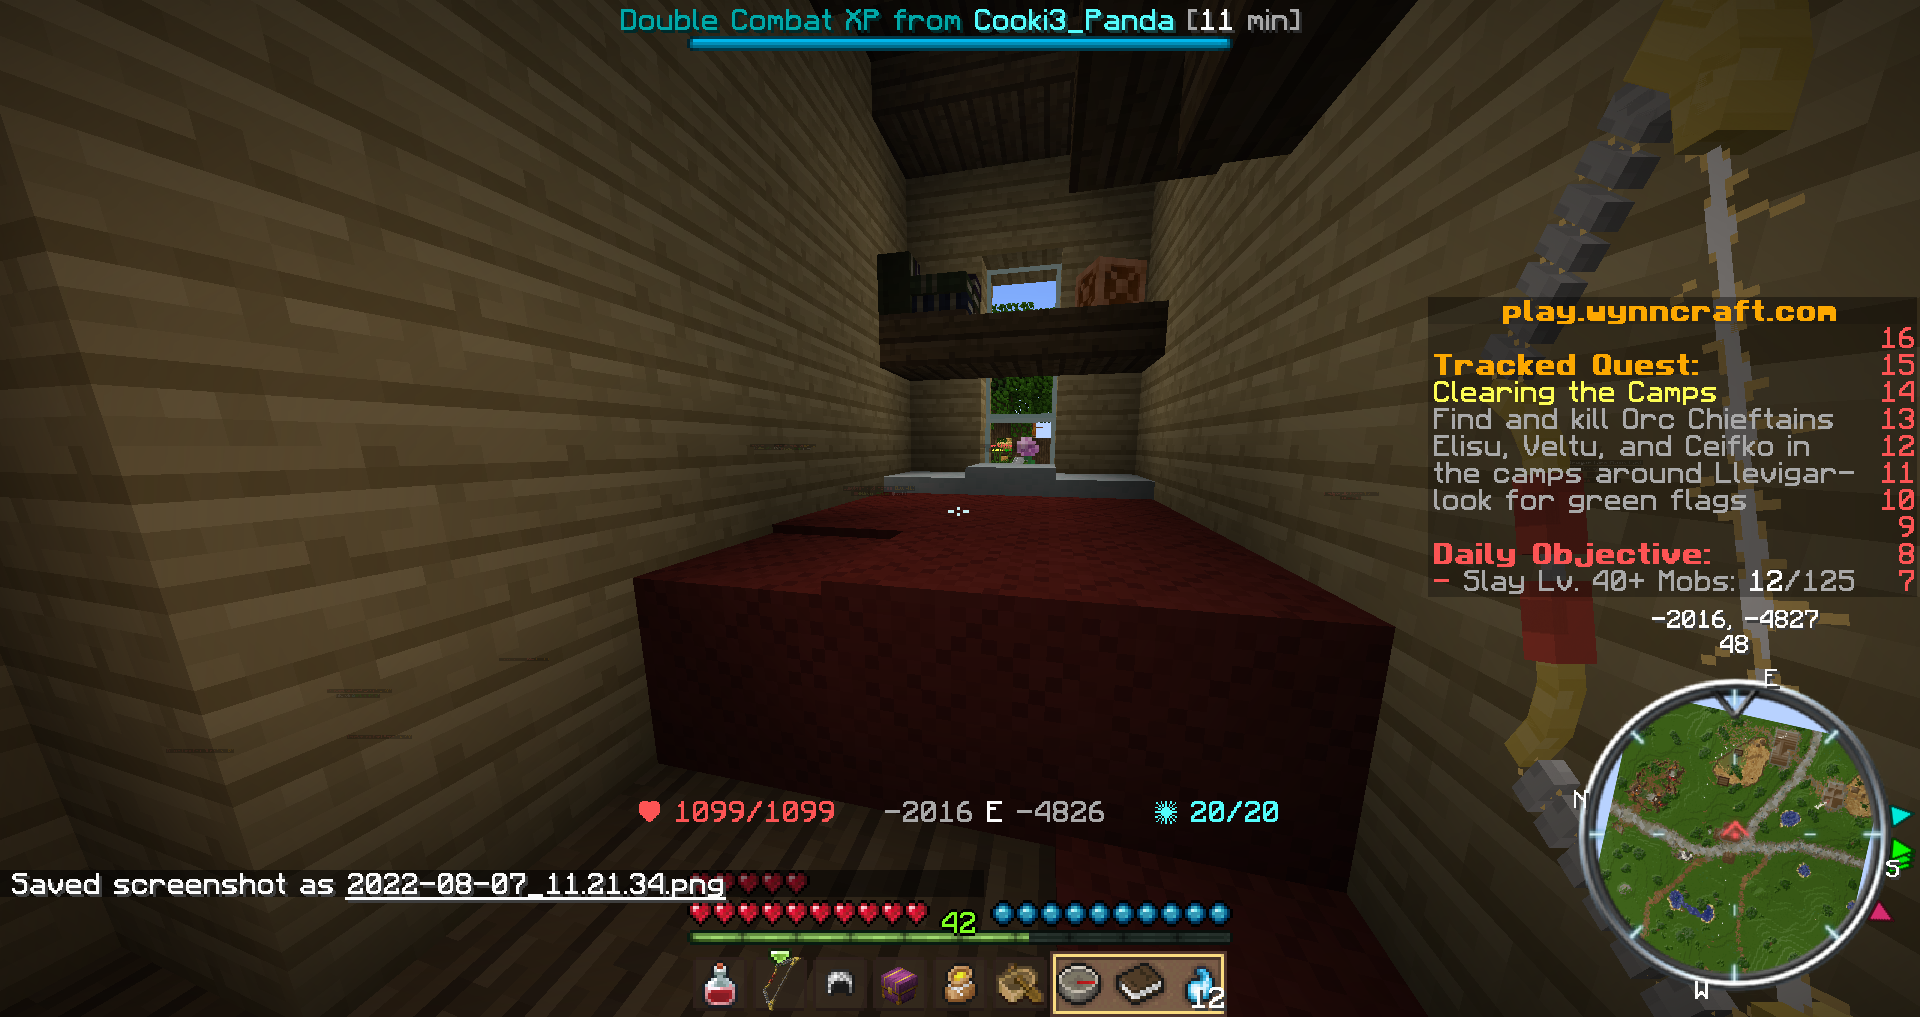 Double Combat XP from Cooki3_Panda [11 min]
play.wynncraft.com
16
Tracked Quest: 15
Clearing the Camps 14
Find and kill Orc Chieftains 13
Elisu, Veltu, and Ceifko in 12
the camps around Llevigar- 11
look for green flags 10
9
Daily Objective: 8
- Slay Lv. 40+ Mobs: 12/125 7
-2016, -4827
48
E
N
S
W
1099/1099 -2016 E -4826 20/20
Saved screenshot as 2022-08-07_11.21.34.png
42
12